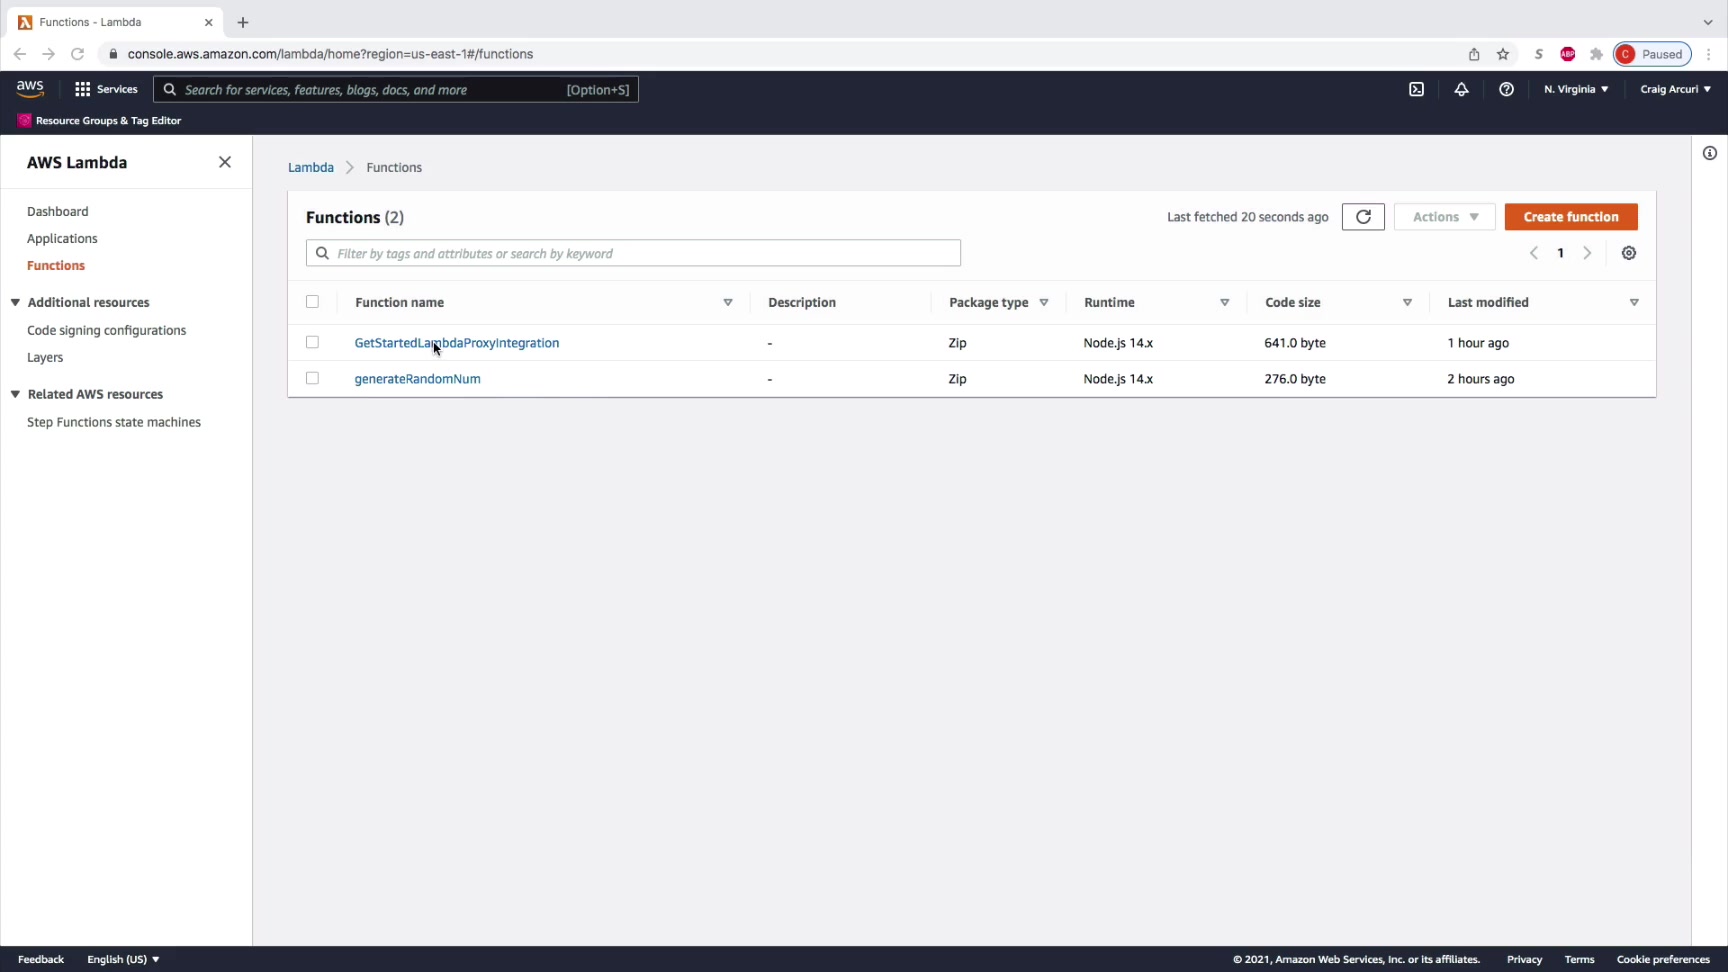 Functions - Lambda
console.aws.amazon.com/lambda/home?region=us-east-1#/functions
S
ABP
C Paused
aws
Services
Search for services, features, blogs, docs, and more [Option+S]
N. Virginia
Craig Arcuri
Resource Groups & Tag Editor
AWS Lambda
Dashboard
Applications
Functions
Additional resources
Code signing configurations
Layers
Related AWS resources
Step Functions state machines
Lambda Functions
Functions (2)
Last fetched 20 seconds ago
Actions
Create function
Filter by tags and attributes or search by keyword
1
Function name Description Package type Runtime Code size Last modified
GetStartedLambdaProxyIntegration - Zip Node.js 14.x 641.0 byte 1 hour ago
generateRandomNum - Zip Node.js 14.x 276.0 byte 2 hours ago
Feedback English (US) © 2021, Amazon Web Services, Inc. or its affiliates. Privacy Terms Cookie preferences